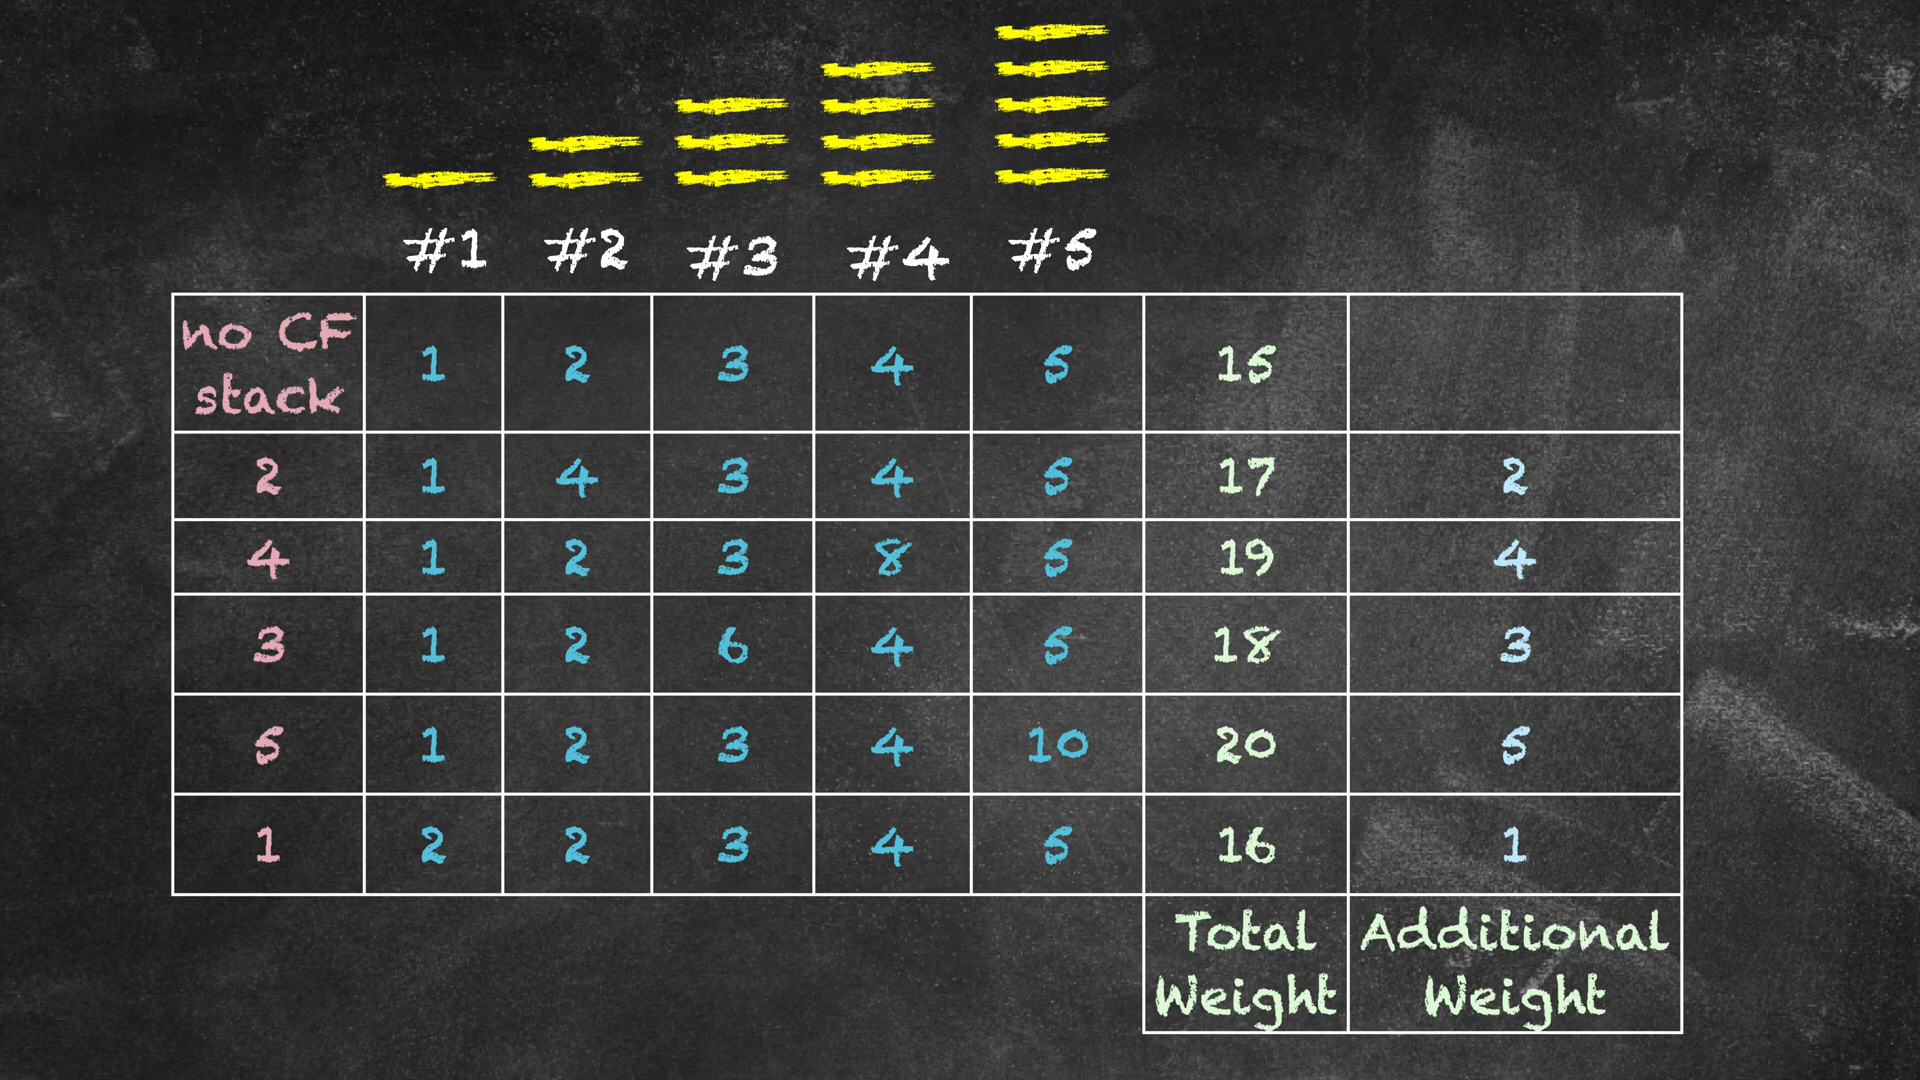 #1 #2 #3 #4 #5
no CF
stack 1 2 3 4 5 15
2 1 4 3 4 5 17 2
4 1 2 3 8 5 19 4
3 1 2 6 4 5 18 3
5 1 2 3 4 10 20 5
1 2 2 3 4 5 16 1
Total Additional
Weight Weight